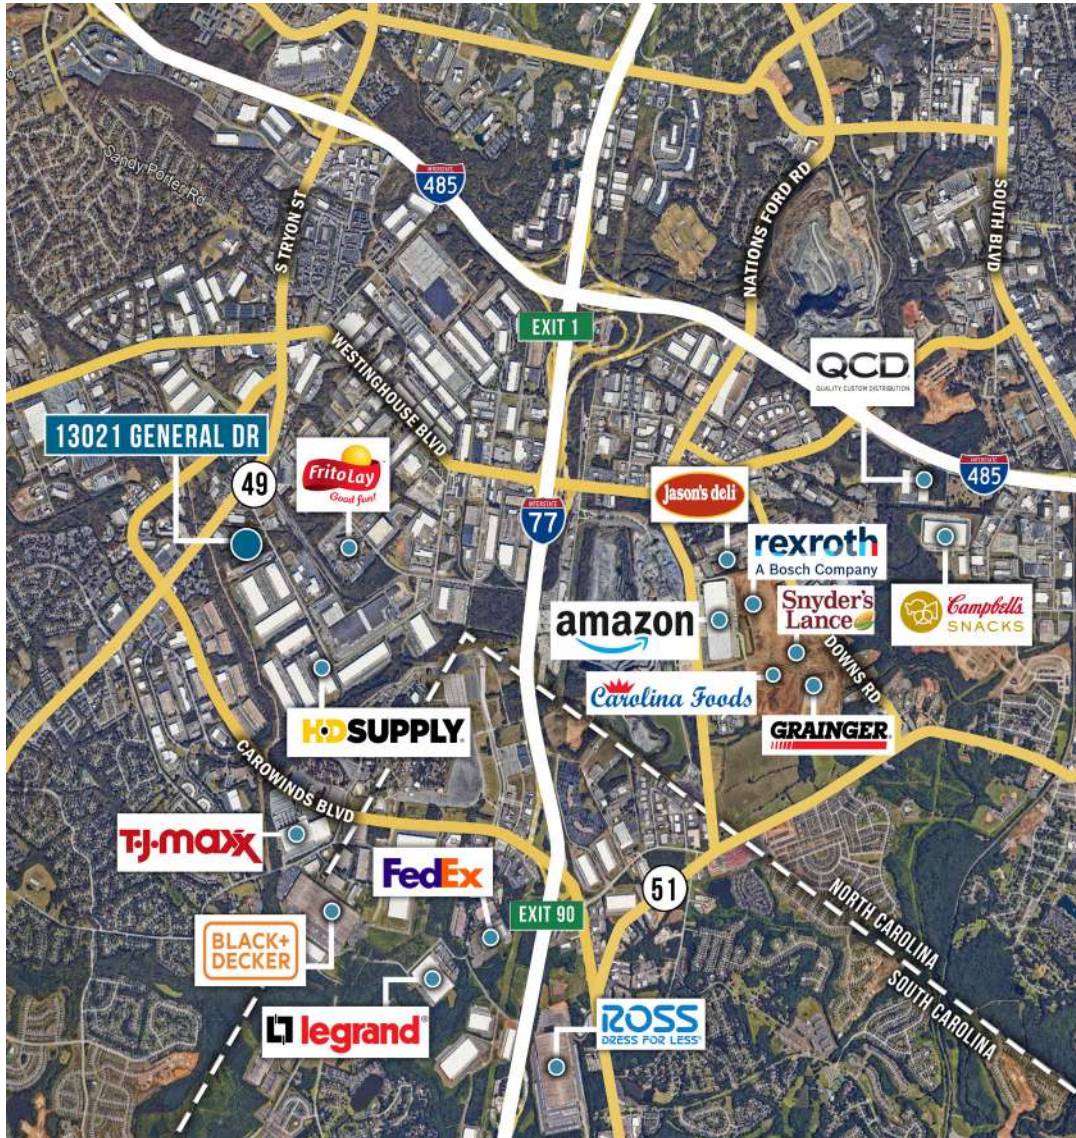 Sandy Porter Rd
INTERSTATE
485
S TRYON ST
NATIONS FORD RD
SOUTH BLVD
EXIT 1
WESTINGHOUSE BLVD
QCD
QUALITY CUSTOM DISTRIBUTION
13021 GENERAL DR
49
FritoLay
Good fun!
INTERSTATE
485
INTERSTATE
77
Jason's deli
rexroth
A Bosch Company
Snyder's
Lance
amazon
Campbell's
SNACKS
DOWNS RD
Carolina Foods
GRAINGER
HDSUPPLY
CAROWINDS BLVD
T·J·maxx
FedEx
51
EXIT 90
NORTH CAROLINA
SOUTH CAROLINA
BLACK+
DECKER
legrand®
ROSS
DRESS FOR LESS